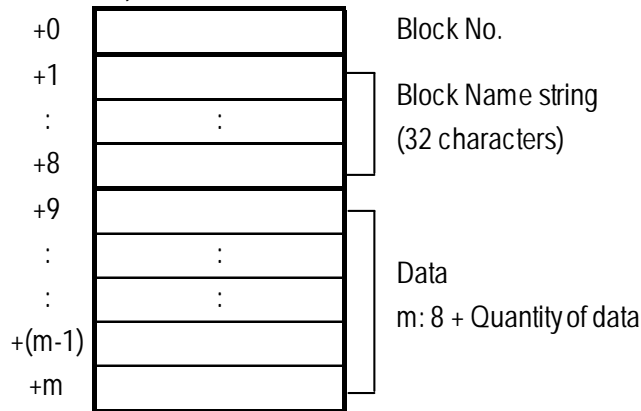 +0 Block No.
+1
Block Name string
: :
(32 characters)
+8
+9
: :
Data
: :
m: 8 + Quantity of data
+(m-1)
+m